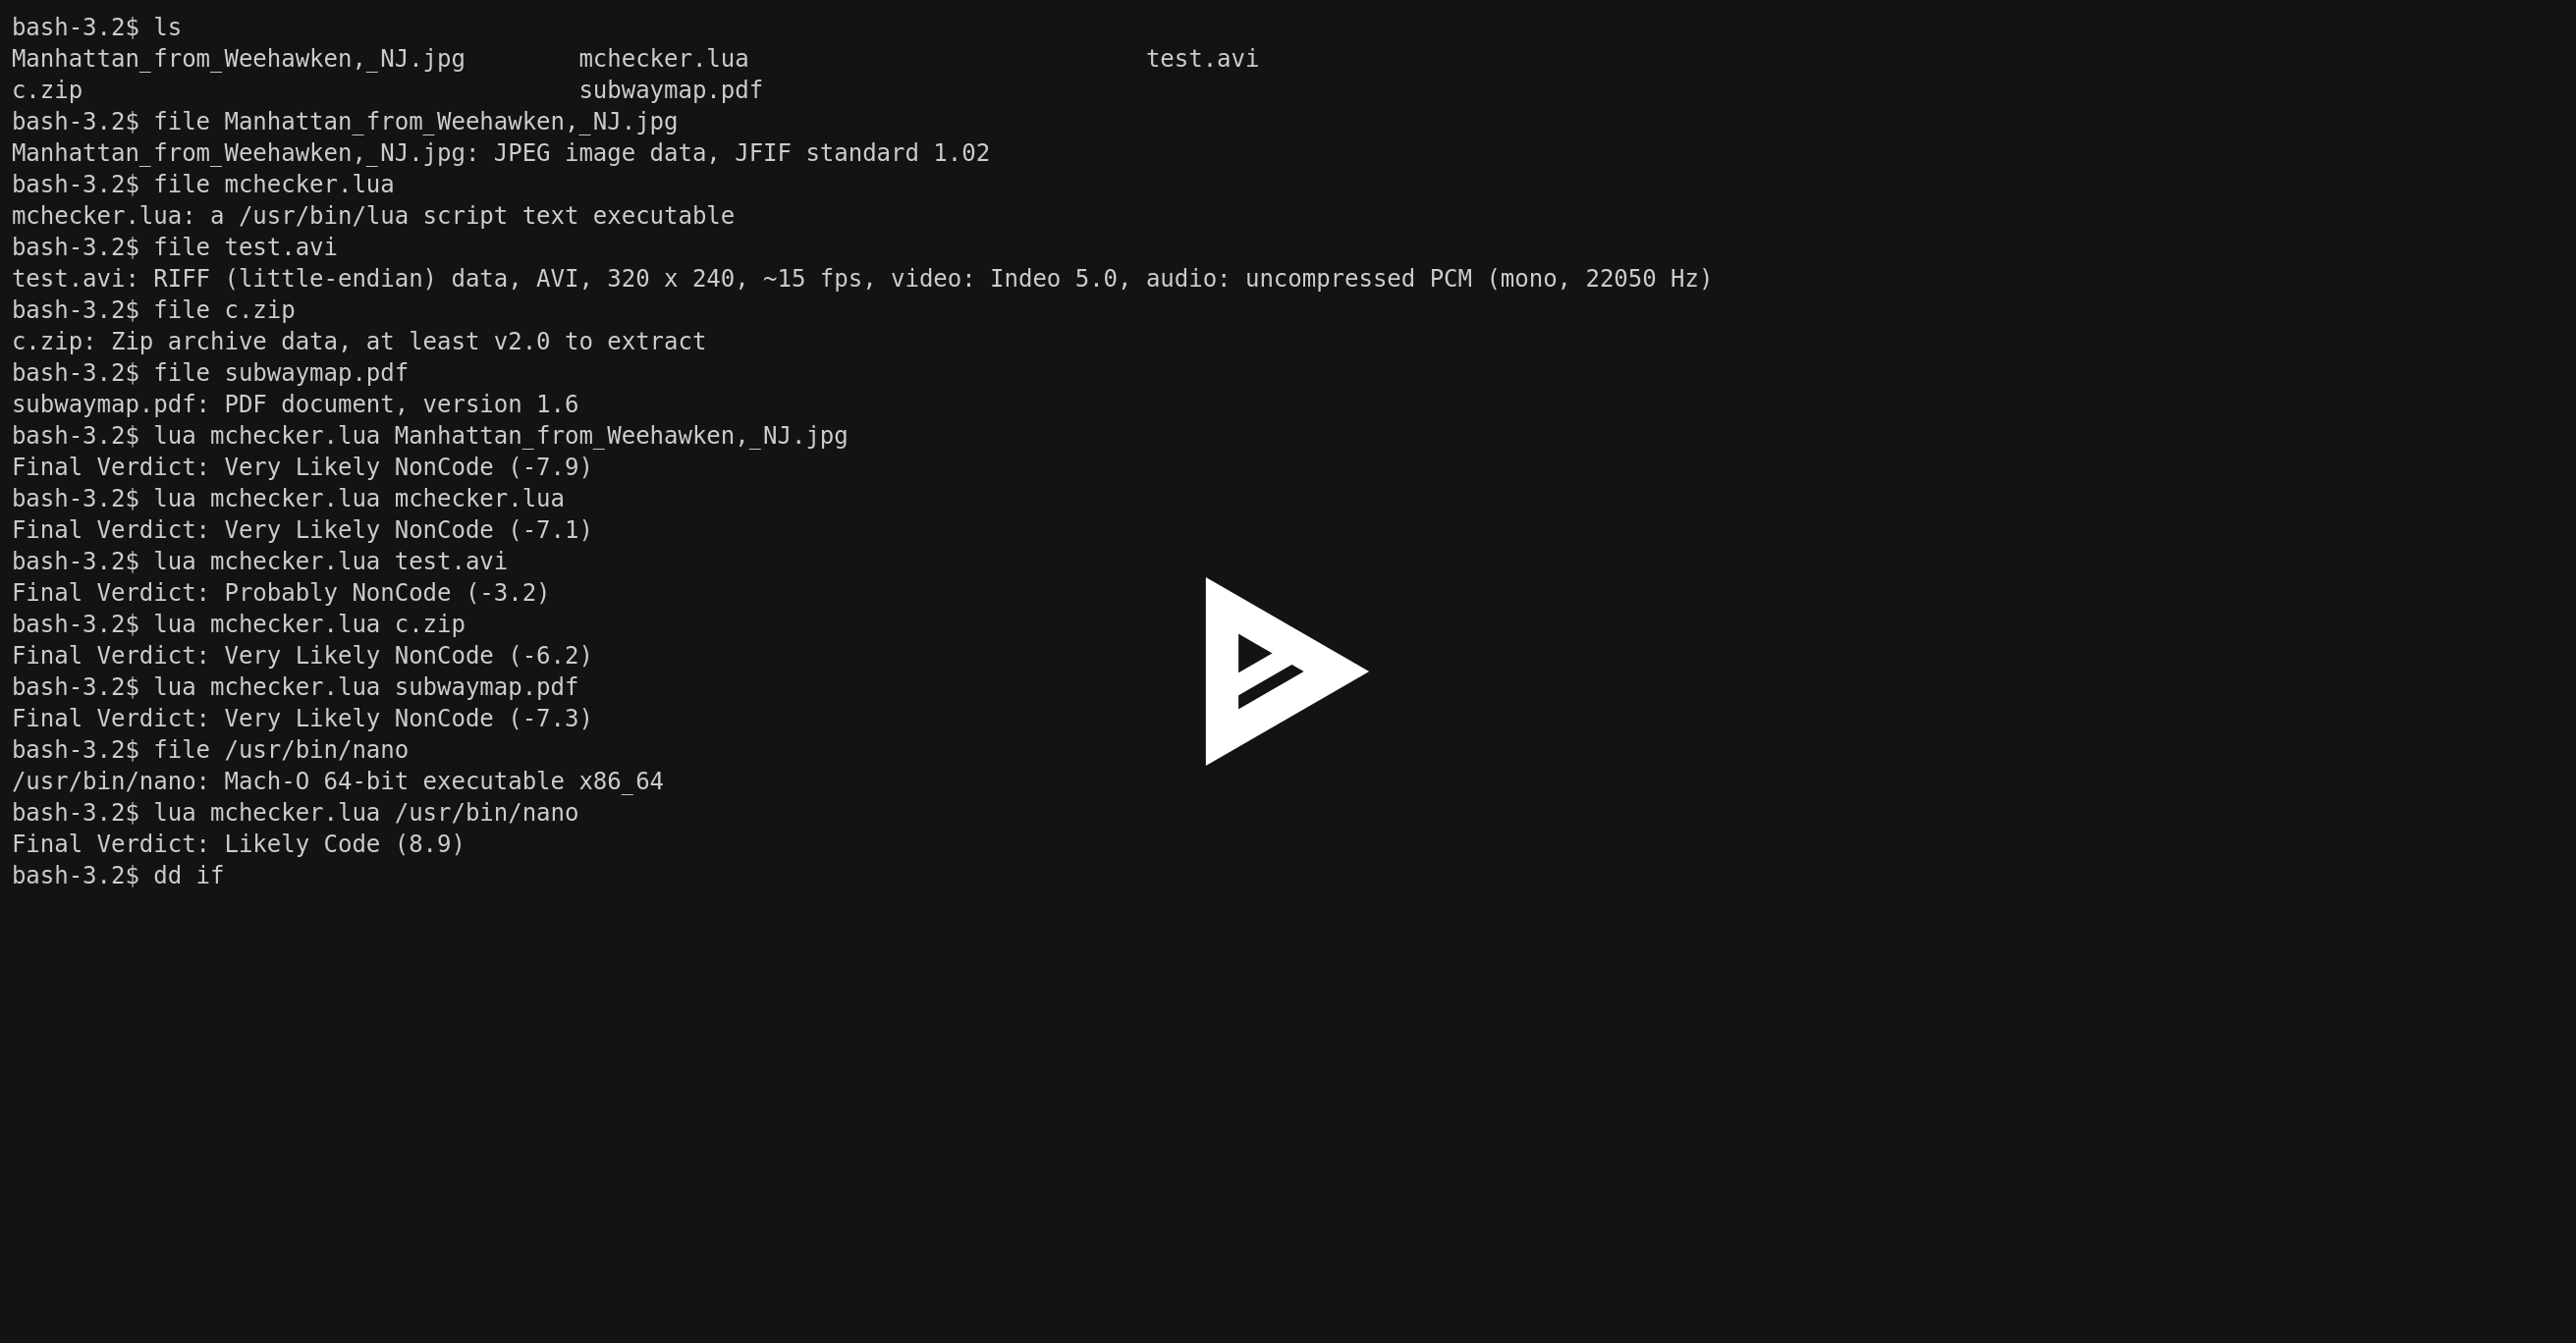 bash-3.2$ ls
Manhattan_from_Weehawken,_NJ.jpg        mchecker.lua                            test.avi
c.zip                                   subwaymap.pdf
bash-3.2$ file Manhattan_from_Weehawken,_NJ.jpg
Manhattan_from_Weehawken,_NJ.jpg: JPEG image data, JFIF standard 1.02
bash-3.2$ file mchecker.lua
mchecker.lua: a /usr/bin/lua script text executable
bash-3.2$ file test.avi
test.avi: RIFF (little-endian) data, AVI, 320 x 240, ~15 fps, video: Indeo 5.0, audio: uncompressed PCM (mono, 22050 Hz)
bash-3.2$ file c.zip
c.zip: Zip archive data, at least v2.0 to extract
bash-3.2$ file subwaymap.pdf
subwaymap.pdf: PDF document, version 1.6
bash-3.2$ lua mchecker.lua Manhattan_from_Weehawken,_NJ.jpg
Final Verdict: Very Likely NonCode (-7.9)
bash-3.2$ lua mchecker.lua mchecker.lua
Final Verdict: Very Likely NonCode (-7.1)
bash-3.2$ lua mchecker.lua test.avi
Final Verdict: Probably NonCode (-3.2)
bash-3.2$ lua mchecker.lua c.zip
Final Verdict: Very Likely NonCode (-6.2)
bash-3.2$ lua mchecker.lua subwaymap.pdf
Final Verdict: Very Likely NonCode (-7.3)
bash-3.2$ file /usr/bin/nano
/usr/bin/nano: Mach-O 64-bit executable x86_64
bash-3.2$ lua mchecker.lua /usr/bin/nano
Final Verdict: Likely Code (8.9)
bash-3.2$ dd if